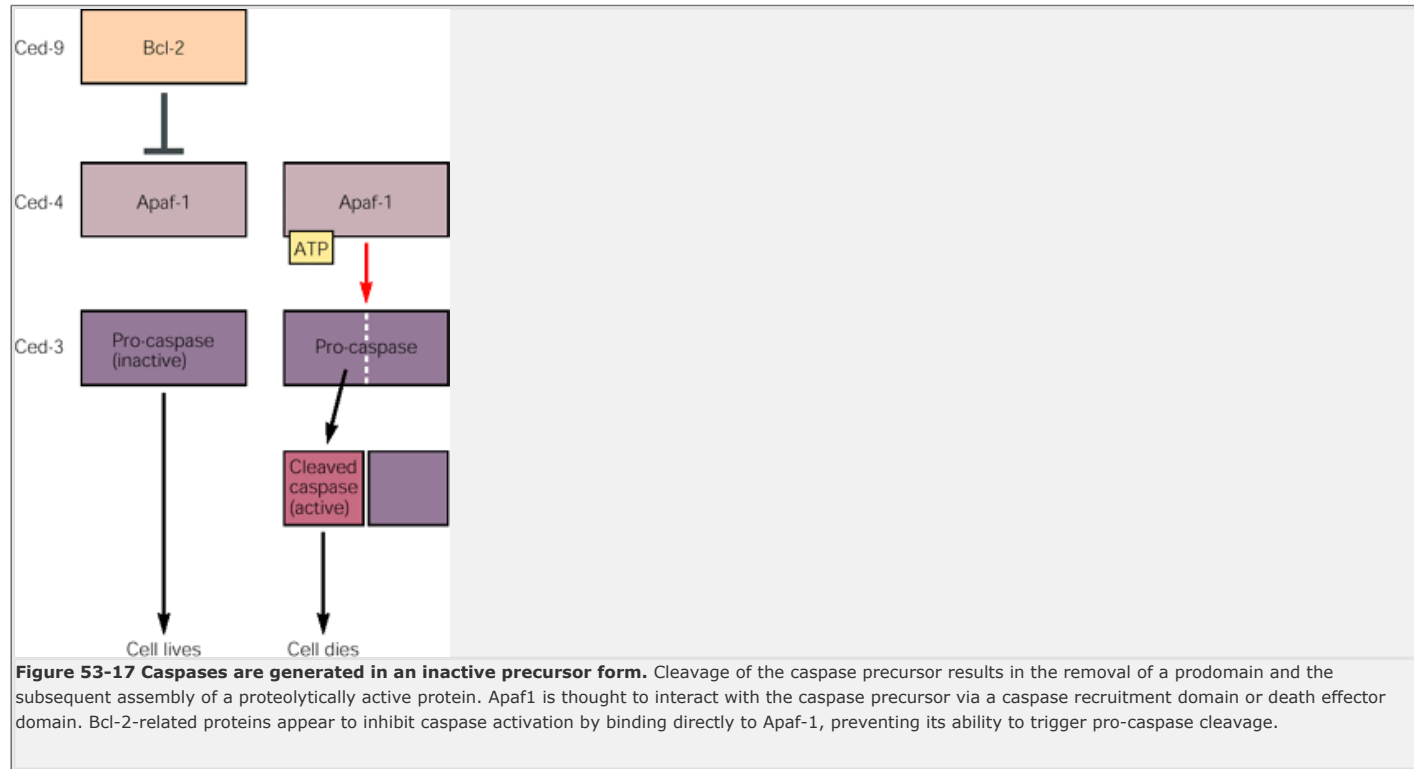 Ced-9
Bcl-2
Ced-4
Apaf-1
Apaf-1
ATP
Ced-3
Pro-caspase
(inactive)
Pro-caspase
Cleaved
caspase
(active)
Cell lives
Cell dies
Figure 53-17 Caspases are generated in an inactive precursor form. Cleavage of the caspase precursor results in the removal of a prodomain and the
subsequent assembly of a proteolytically active protein. Apaf1 is thought to interact with the caspase precursor via a caspase recruitment domain or death effector
domain. Bcl-2-related proteins appear to inhibit caspase activation by binding directly to Apaf-1, preventing its ability to trigger pro-caspase cleavage.